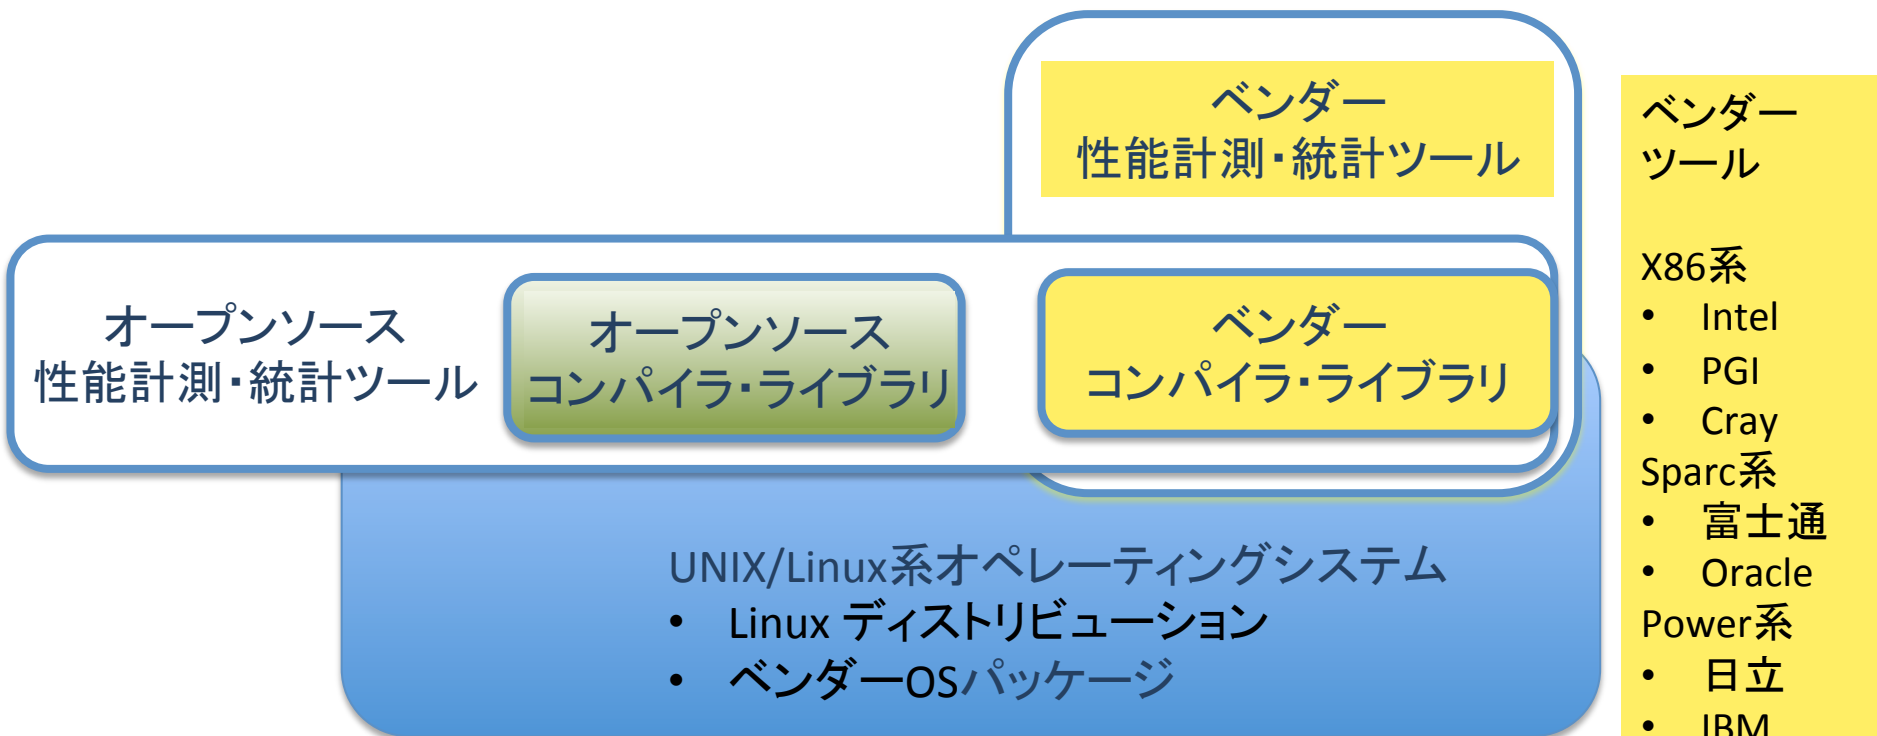 ベンダー
性能計測・統計ツール
オープンソース
性能計測・統計ツール
オープンソース
コンパイラ・ライブラリ
ベンダー
コンパイラ・ライブラリ
UNIX/Linux系オペレーティングシステム
• Linux ディストリビューション
• ベンダーOSパッケージ
ベンダー
ツール
X86系
• Intel
• PGI
• Cray
Sparc系
• 富士通
• Oracle
Power系
• 日立
• IBM